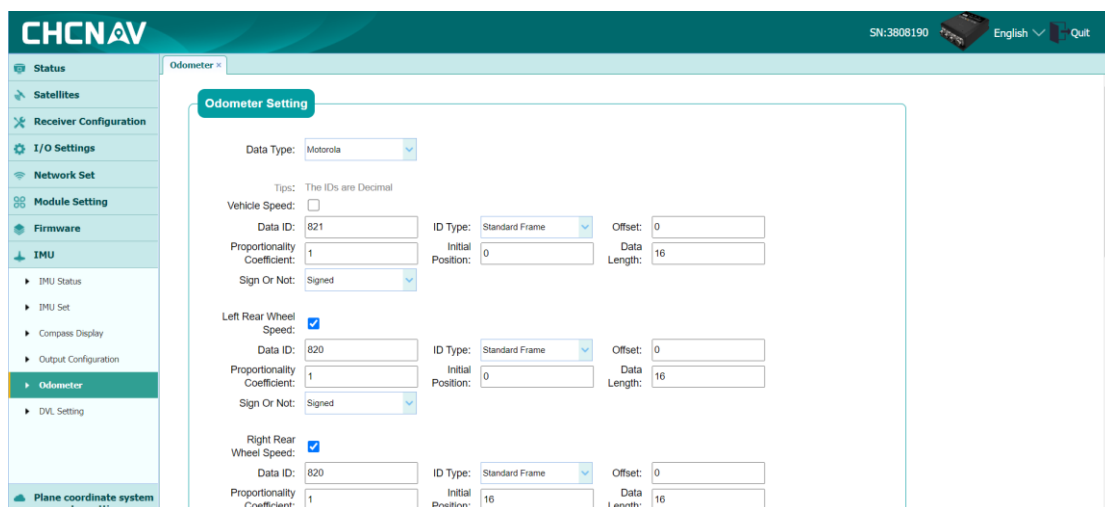 CHCNAV
SN:3808190
English
Quit
Status
Satellites
Receiver Configuration
I/O Settings
Network Set
Module Setting
Firmware
IMU
IMU Status
IMU Set
Compass Display
Output Configuration
Odometer
DVL Setting
Plane coordinate system
Odometer ×
Odometer Setting
Data Type: Motorola
Tips: The IDs are Decimal
Vehicle Speed:
Data ID: 821 ID Type: Standard Frame Offset: 0
Proportionality Coefficient: 1 Initial Position: 0 Data Length: 16
Sign Or Not: Signed
Left Rear Wheel
Speed:
Data ID: 820 ID Type: Standard Frame Offset: 0
Proportionality Coefficient: 1 Initial Position: 0 Data Length: 16
Sign Or Not: Signed
Right Rear
Wheel Speed:
Data ID: 820 ID Type: Standard Frame Offset: 0
Proportionality Coefficient: 1 Initial Position: 16 Data Length: 16